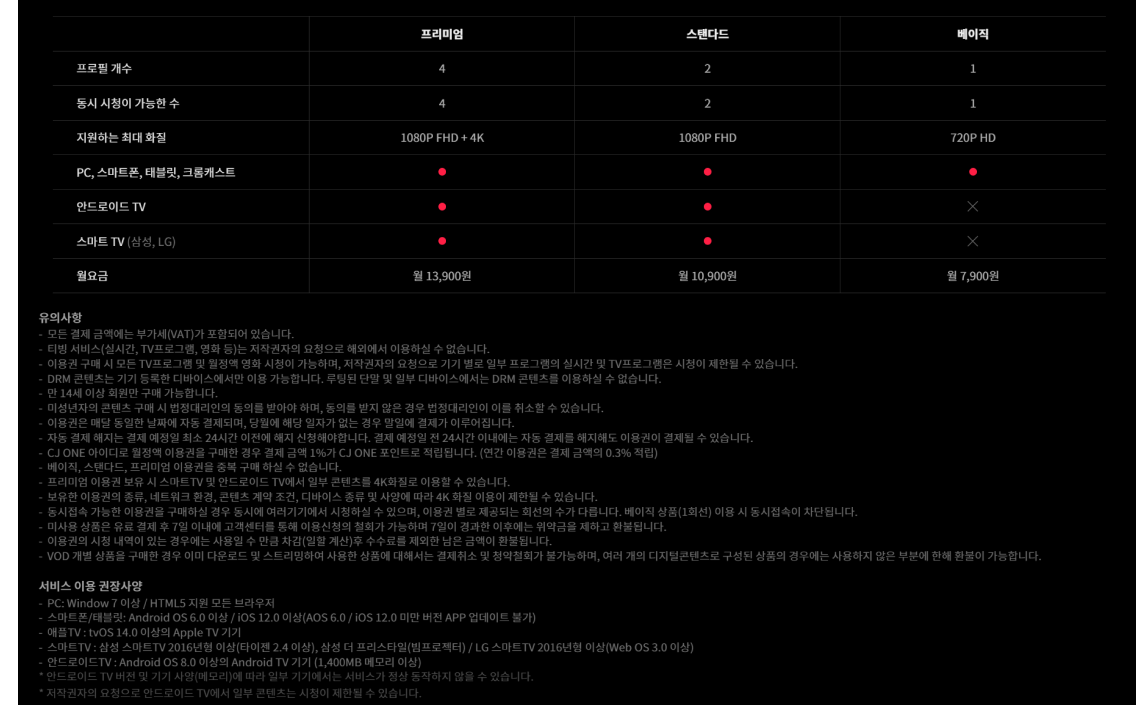 프리미엄 스탠다드 베이직
프로필 개수 4 2 1
동시 시청이 가능한 수 4 2 1
지원하는 최대 화질 1080P FHD + 4K 1080P FHD 720P HD
PC, 스마트폰, 태블릿, 크롬캐스트
안드로이드 TV
스마트 TV (삼성, LG)
월요금 월 13,900원 월 10,900원 월 7,900원
유의사항
- 모든 결제 금액에는 부가세(VAT)가 포함되어 있습니다.
- 티빙 서비스(실시간, TV프로그램, 영화 등)는 저작권자의 요청으로 해외에서 이용하실 수 없습니다.
- 이용권 구매 시 모든 TV프로그램 및 월정액 영화 시청이 가능하며, 저작권자의 요청으로 기기 별로 일부 프로그램의 실시간 및 TV프로그램은 시청이 제한될 수 있습니다.
- DRM 콘텐츠는 기기 등록한 디바이스에서만 이용 가능합니다. 루팅된 단말 및 일부 디바이스에서는 DRM 콘텐츠를 이용하실 수 없습니다.
- 만 14세 이상 회원만 구매 가능합니다.
- 미성년자의 콘텐츠 구매 시 법정대리인의 동의를 받아야 하며, 동의를 받지 않은 경우 법정대리인이 이를 취소할 수 있습니다.
- 이용권은 매달 동일한 날짜에 자동 결제되며, 당월에 해당 일자가 없는 경우 말일에 결제가 이루어집니다.
- 자동 결제 해지는 결제 예정일 최소 24시간 이전에 해지 신청해야합니다. 결제 예정일 전 24시간 이내에는 자동 결제를 해지해도 이용권이 결제될 수 있습니다.
- CJ ONE 아이디로 월정액 이용권을 구매한 경우 결제 금액 1%가 CJ ONE 포인트로 적립됩니다. (연간 이용권은 결제 금액의 0.3% 적립)
- 베이직, 스탠다드, 프리미엄 이용권을 중복 구매 하실 수 없습니다.
- 프리미엄 이용권 보유 시 스마트TV 및 안드로이드 TV에서 일부 콘텐츠를 4K화질로 이용할 수 있습니다.
- 보유한 이용권의 종류, 네트워크 환경, 콘텐츠 계약 조건, 디바이스 종류 및 사양에 따라 4K 화질 이용이 제한될 수 있습니다.
- 동시접속 가능한 이용권을 구매하실 경우 동시에 여러기기에서 시청하실 수 있으며, 이용권 별로 제공되는 회선의 수가 다릅니다. 베이직 상품(1회선) 이용 시 동시접속이 차단됩니다.
- 미사용 상품은 유료 결제 후 7일 이내에 고객센터를 통해 이용신청의 철회가 가능하며 7일이 경과한 이후에는 위약금을 제하고 환불됩니다.
- 이용권의 시청 내역이 있는 경우에는 사용일 수 만큼 차감(일할 계산)후 수수료를 제외한 남은 금액이 환불됩니다.
- VOD 개별 상품을 구매한 경우 이미 다운로드 및 스트리밍하여 사용한 상품에 대해서는 결제취소 및 청약철회가 불가능하며, 여러 개의 디지털콘텐츠로 구성된 상품의 경우에는 사용하지 않은 부분에 한해 환불이 가능합니다.
서비스 이용 권장사양
- PC: Window 7 이상 / HTML5 지원 모든 브라우저
- 스마트폰/태블릿: Android OS 6.0 이상 / iOS 12.0 이상(AOS 6.0 / iOS 12.0 미만 버전 APP 업데이트 불가)
- 애플TV : tvOS 14.0 이상의 Apple TV 기기
- 스마트TV : 삼성 스마트TV 2016년형 이상(타이젠 2.4 이상), 삼성 더 프리스타일(빔프로젝터) / LG 스마트TV 2016년형 이상(Web OS 3.0 이상)
- 안드로이드TV : Android OS 8.0 이상의 Android TV 기기 (1,400MB 메모리 이상)
* 안드로이드 TV 버전 및 기기 사양(메모리)에 따라 일부 기기에서는 서비스가 정상 동작하지 않을 수 있습니다.
* 저작권자의 요청으로 안드로이드 TV에서 일부 콘텐츠는 시청이 제한될 수 있습니다.